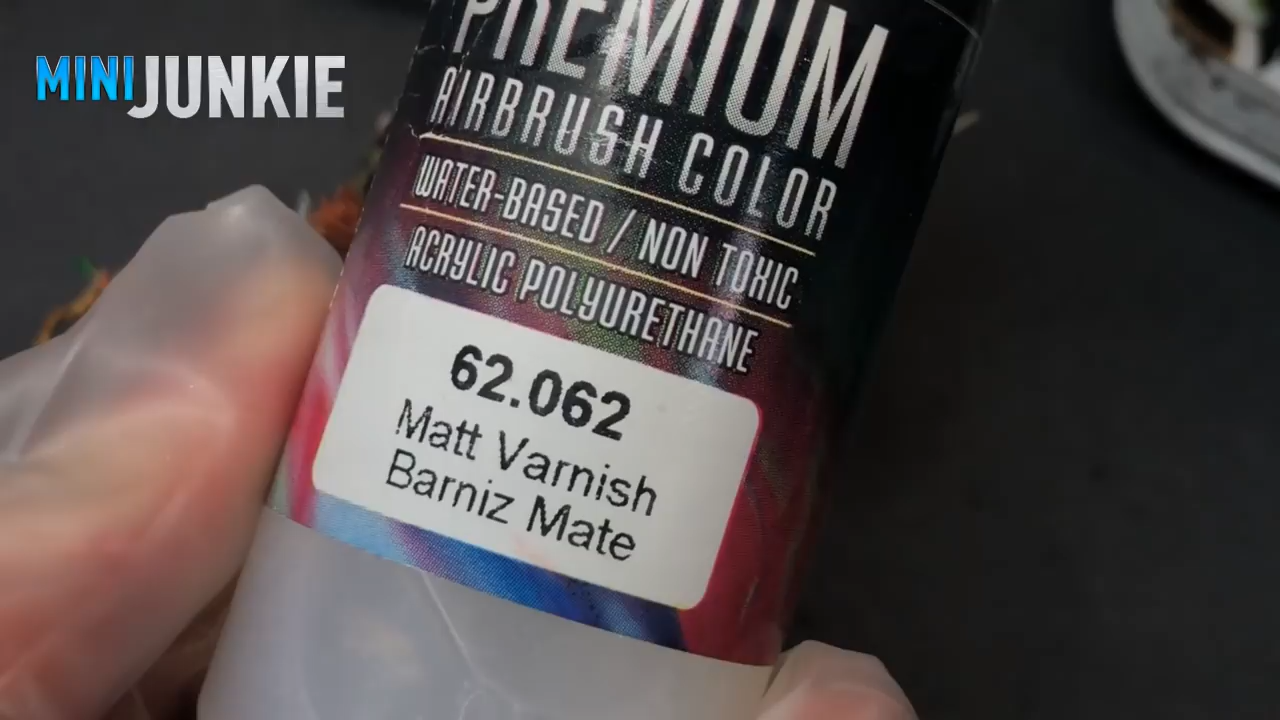 MINIJUNKIE
PREMIUM
AIRBRUSH COLOR
WATER-BASED / NON TOXIC
ACRYLIC POLYURETHANE
62.062
Matt Varnish
Barniz Mate